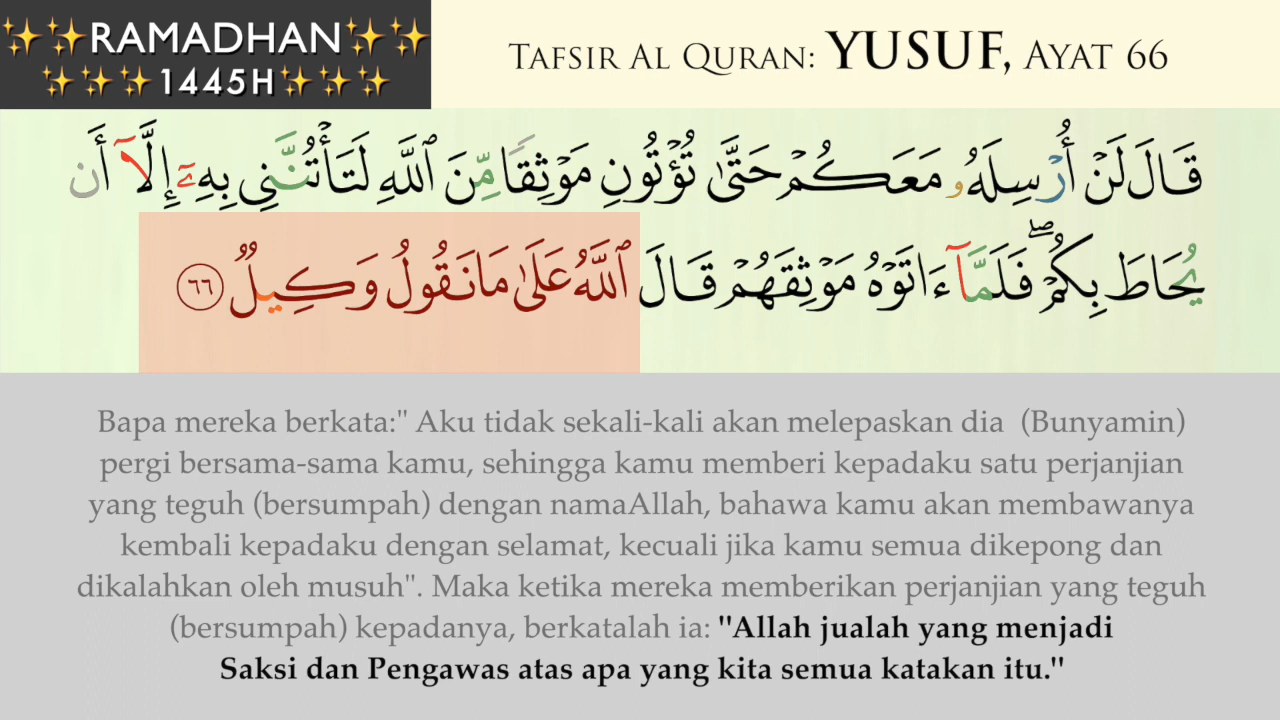 ✨✨RAMADHAN✨✨
✨✨✨1445H✨✨✨
TAFSIR AL QURAN: YUSUF, AYAT 66
قَالَ لَنْ أُرْسِلَهُۥ مَعَكُمْ حَتَّىٰ تُؤْتُونِ مَوْثِقًا مِّنَ ٱللَّهِ لَتَأْتُنَّنِى بِهِۦٓ إِلَّآ أَن
يُحَاطَ بِكُمْ ۖ فَلَمَّآ ءَاتَوْهُ مَوْثِقَهُمْ قَالَ ٱللَّهُ عَلَىٰ مَا نَقُولُ وَكِيلٌ ٦٦
Bapa mereka berkata:" Aku tidak sekali-kali akan melepaskan dia (Bunyamin)
pergi bersama-sama kamu, sehingga kamu memberi kepadaku satu perjanjian
yang teguh (bersumpah) dengan namaAllah, bahawa kamu akan membawanya
kembali kepadaku dengan selamat, kecuali jika kamu semua dikepong dan
dikalahkan oleh musuh". Maka ketika mereka memberikan perjanjian yang teguh
(bersumpah) kepadanya, berkatalah ia: "Allah jualah yang menjadi
Saksi dan Pengawas atas apa yang kita semua katakan itu."